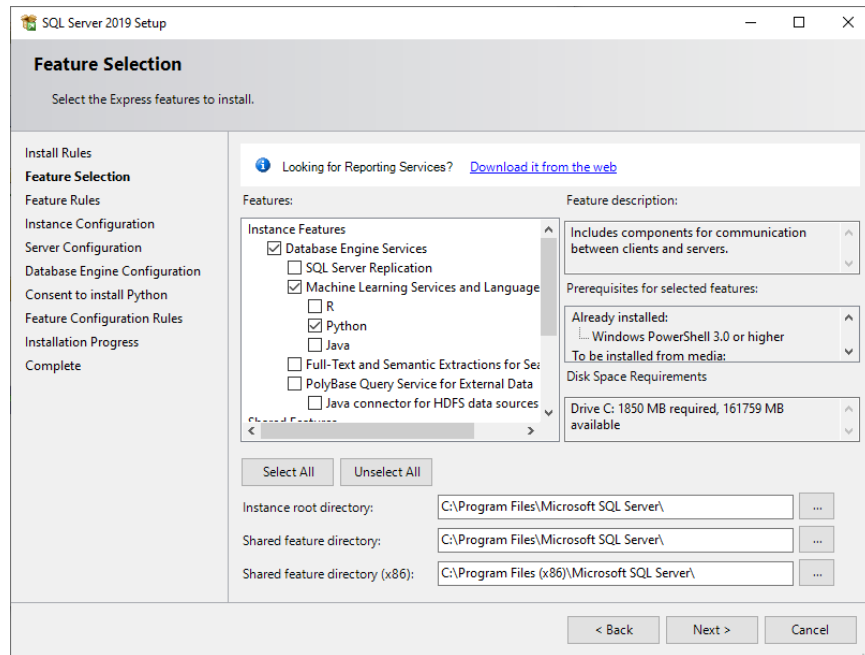 SQL Server 2019 Setup
Feature Selection
Select the Express features to install.
Install Rules
Feature Selection
Feature Rules
Instance Configuration
Server Configuration
Database Engine Configuration
Consent to install Python
Feature Configuration Rules
Installation Progress
Complete
Looking for Reporting Services? Download it from the web
Features:
Instance Features
Database Engine Services
SQL Server Replication
Machine Learning Services and Language
R
Python
Java
Full-Text and Semantic Extractions for Sea
PolyBase Query Service for External Data
Java connector for HDFS data sources
Shared Features
Feature description:
Includes components for communication
between clients and servers.
Prerequisites for selected features:
Already installed:
Windows PowerShell 3.0 or higher
To be installed from media:
Disk Space Requirements
Drive C: 1850 MB required, 161759 MB
available
Select All
Unselect All
Instance root directory: C:\Program Files\Microsoft SQL Server\ ...
Shared feature directory: C:\Program Files\Microsoft SQL Server\ ...
Shared feature directory (x86): C:\Program Files (x86)\Microsoft SQL Server\ ...
< Back
Next >
Cancel